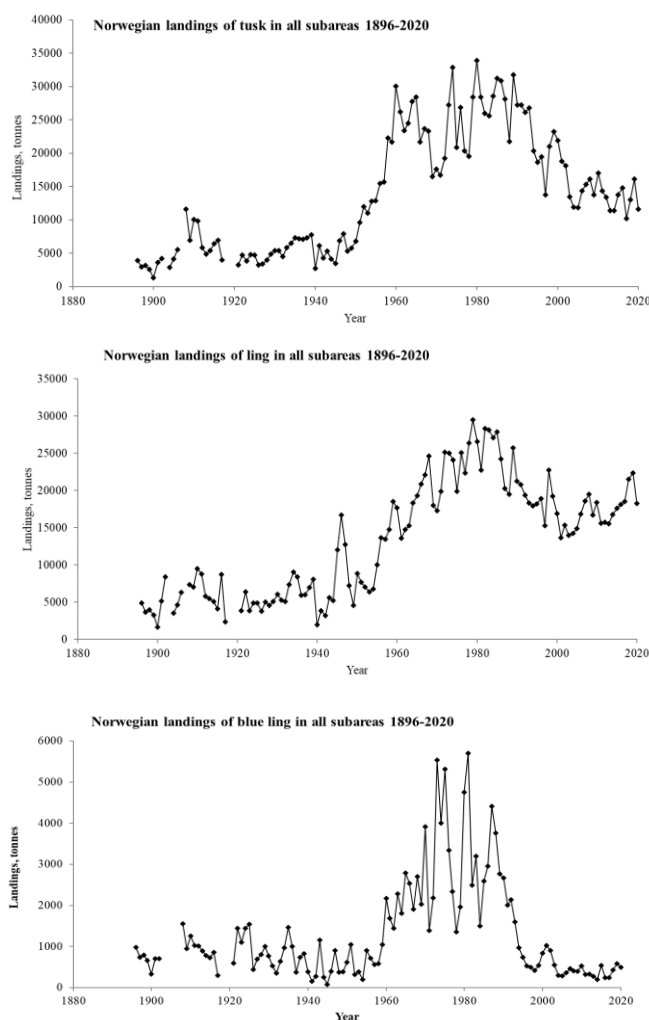 Norwegian landings of tusk in all subareas 1896-2020
40000
35000
30000
25000
20000
15000
10000
5000
0
Landings, tonnes
1880 1900 1920 1940 1960 1980 2000 2020
Year
Norwegian landings of ling in all subareas 1896-2020
35000
30000
25000
20000
15000
10000
5000
0
Landings, tonnes
1880 1900 1920 1940 1960 1980 2000 2020
Year
Norwegian landings of blue ling in all subareas 1896-2020
6000
5000
4000
3000
2000
1000
0
Landings, tonnes
1880 1900 1920 1940 1960 1980 2000 2020
Year